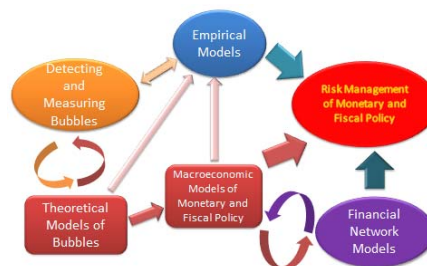 Empirical
Models
Detecting
and
Measuring
Bubbles
Risk Management
of Monetary and
Fiscal Policy
Theoretical
Models of
Bubbles
Macroeconomic
Models of
Monetary and
Fiscal Policy
Financial
Network
Models